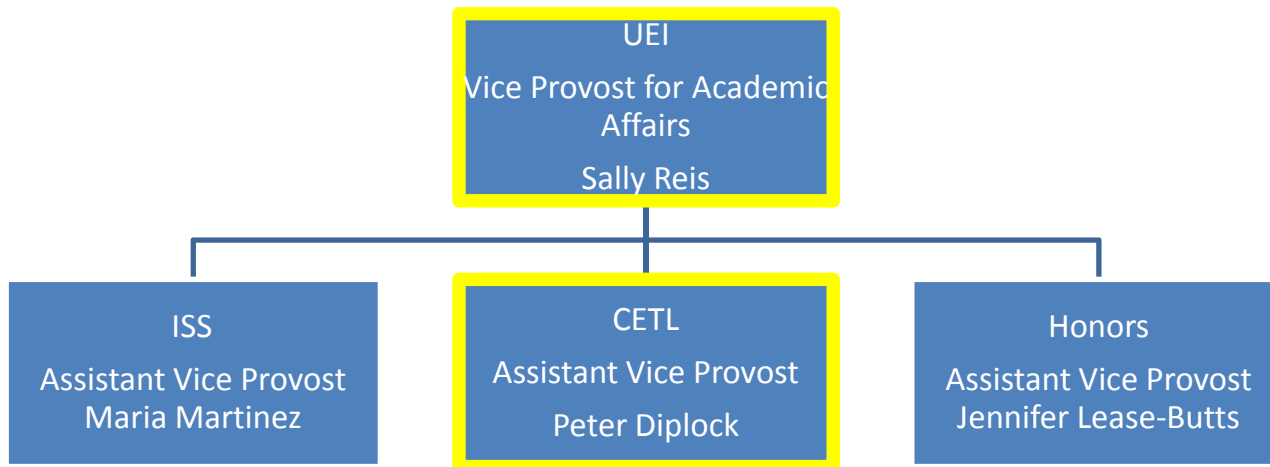 UEI
Vice Provost for Academic
Affairs
Sally Reis
ISS
Assistant Vice Provost
Maria Martinez
CETL
Assistant Vice Provost
Peter Diplock
Honors
Assistant Vice Provost
Jennifer Lease-Butts